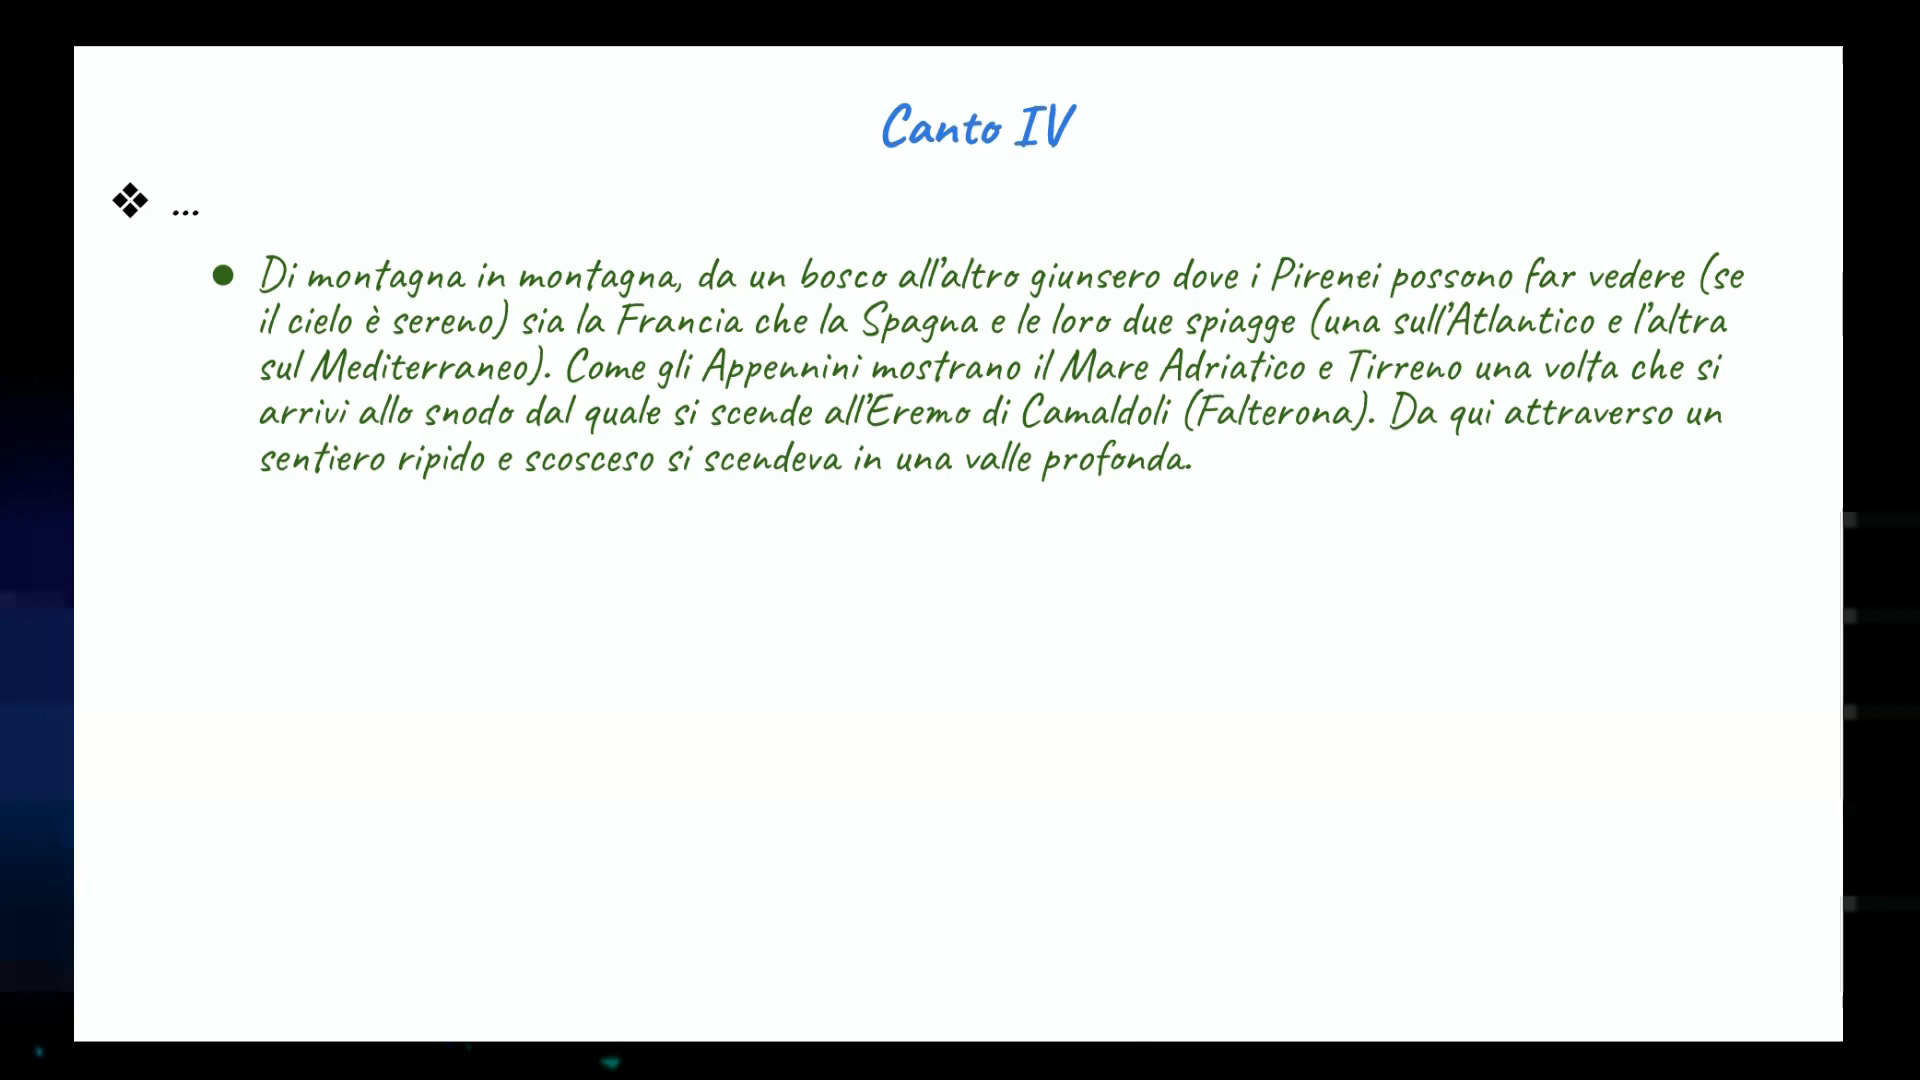 Canto IV
❖ ...
● Di montagna in montagna, da un bosco all'altro giunsero dove i Pirenei possono far vedere (se
il cielo è sereno) sia la Francia che la Spagna e le loro due spiagge (una sull'Atlantico e l'altra
sul Mediterraneo). Come gli Appennini mostrano il Mare Adriatico e Tirreno una volta che si
arrivi allo snodo dal quale si scende all'Eremo di Camaldoli (Falterona). Da qui attraverso un
sentiero ripido e scosceso si scendeva in una valle profonda.